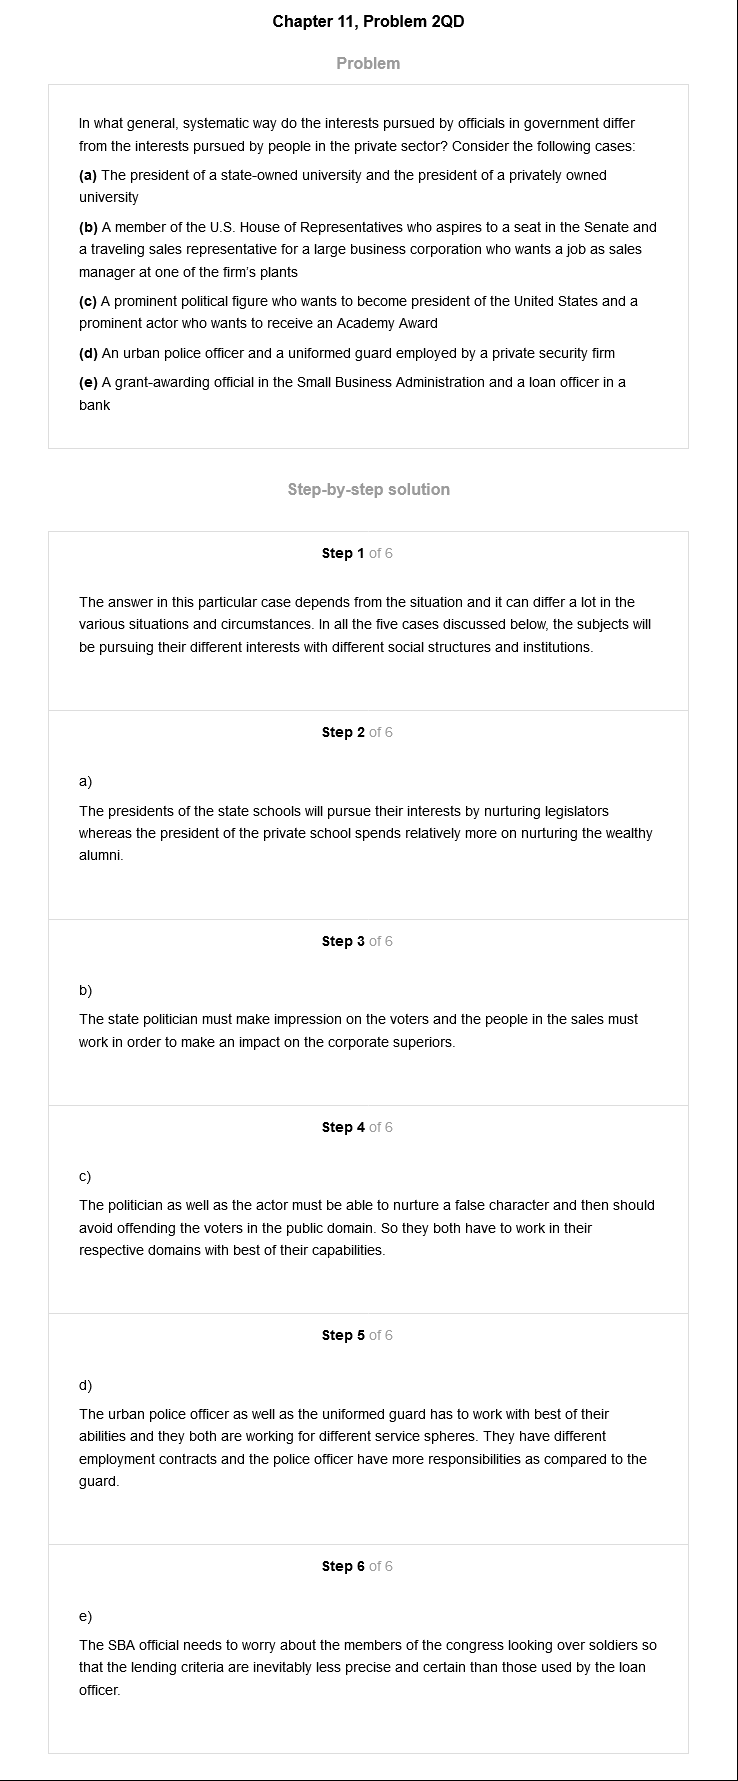 Chapter 11, Problem 2QD
Problem
In what general, systematic way do the interests pursued by officials in government differ
from the interests pursued by people in the private sector? Consider the following cases:
(a) The president of a state-owned university and the president of a privately owned
university
(b) A member of the U.S. House of Representatives who aspires to a seat in the Senate and
a traveling sales representative for a large business corporation who wants a job as sales
manager at one of the firm's plants
(c) A prominent political figure who wants to become president of the United States and a
prominent actor who wants to receive an Academy Award
(d) An urban police officer and a uniformed guard employed by a private security firm
(e) A grant-awarding official in the Small Business Administration and a loan officer in a
bank
Step-by-step solution
Step 1 of 6
The answer in this particular case depends from the situation and it can differ a lot in the
various situations and circumstances. In all the five cases discussed below, the subjects will
be pursuing their different interests with different social structures and institutions.
Step 2 of 6
a)
The presidents of the state schools will pursue their interests by nurturing legislators
whereas the president of the private school spends relatively more on nurturing the wealthy
alumni.
Step 3 of 6
b)
The state politician must make impression on the voters and the people in the sales must
work in order to make an impact on the corporate superiors.
Step 4 of 6
c)
The politician as well as the actor must be able to nurture a false character and then should
avoid offending the voters in the public domain. So they both have to work in their
respective domains with best of their capabilities.
Step 5 of 6
d)
The urban police officer as well as the uniformed guard has to work with best of their
abilities and they both are working for different service spheres. They have different
employment contracts and the police officer have more responsibilities as compared to the
guard.
Step 6 of 6
e)
The SBA official needs to worry about the members of the congress looking over soldiers so
that the lending criteria are inevitably less precise and certain than those used by the loan
officer.